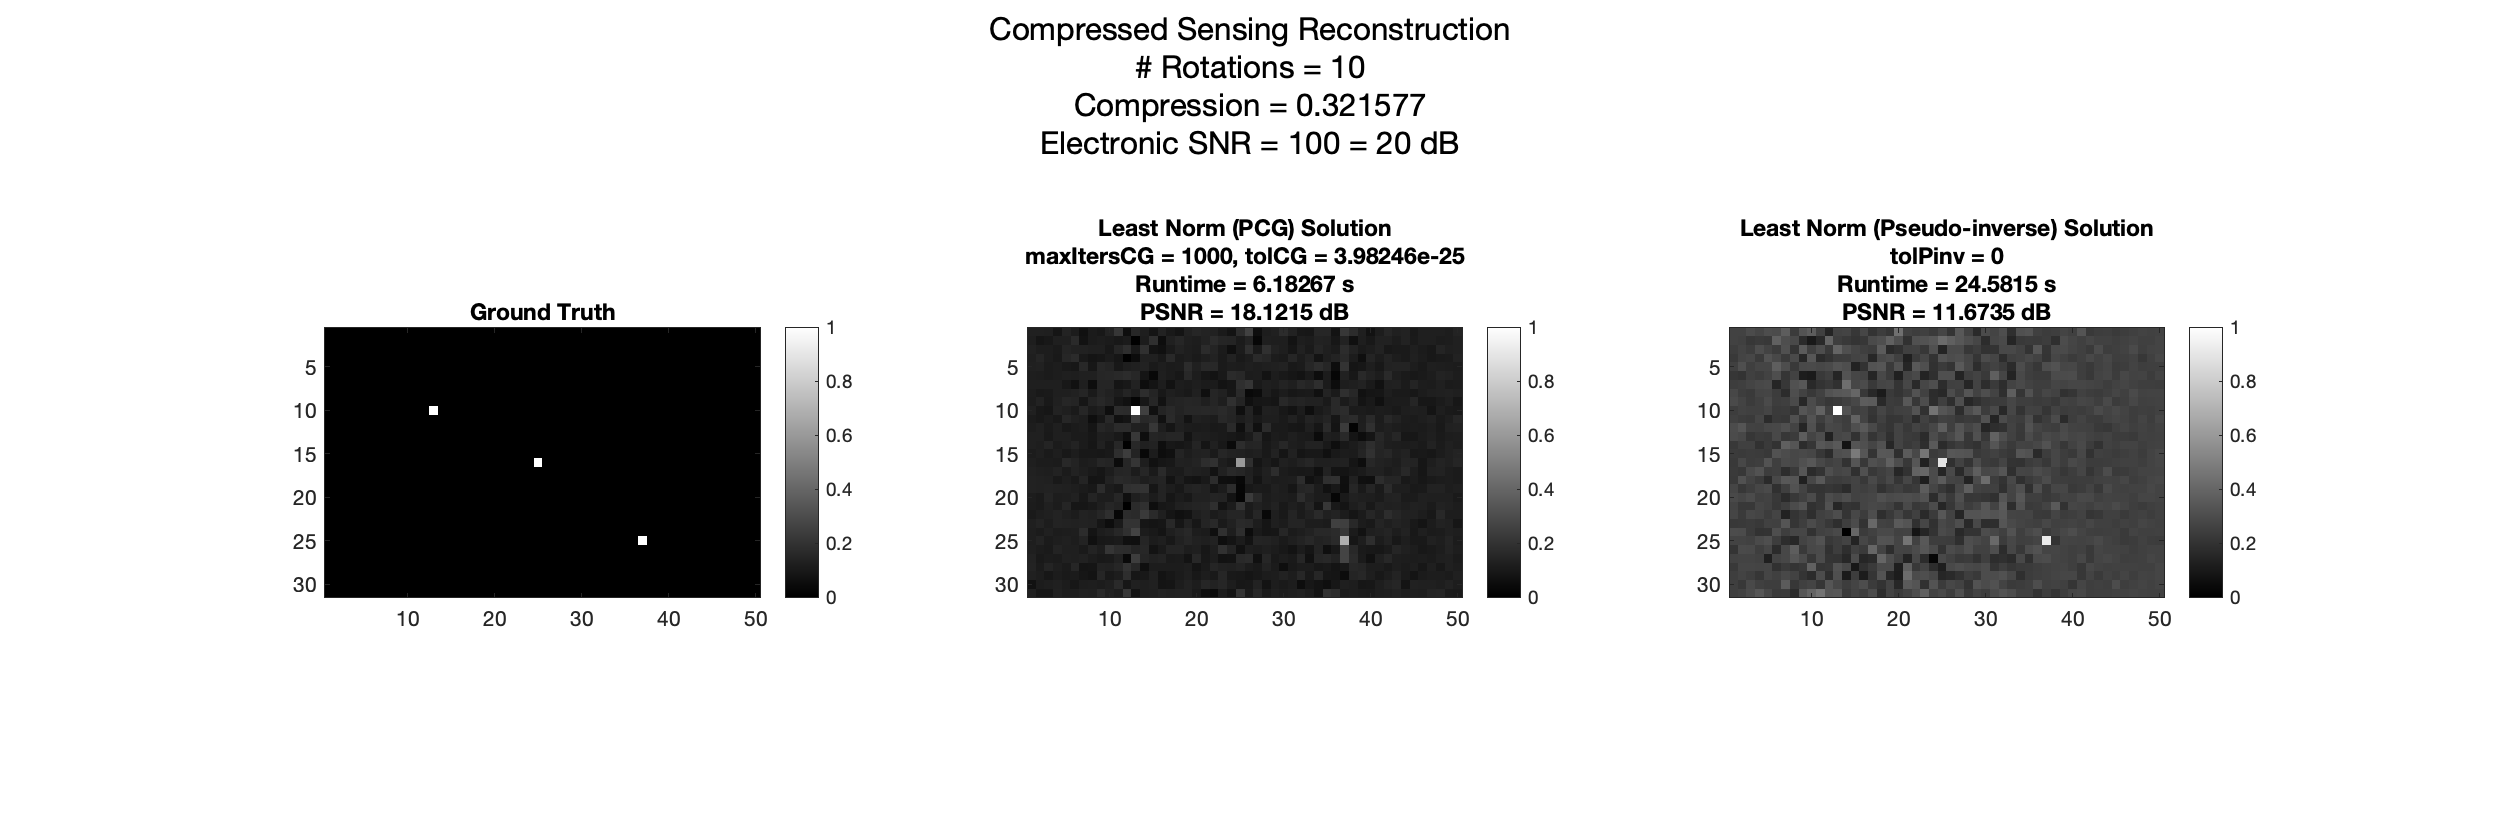 Compressed Sensing Reconstruction
# Rotations = 10
Compression = 0.321577
Electronic SNR = 100 = 20 dB
Ground Truth
5
10
15
20
25
30
10 20 30 40 50
1
0.8
0.6
0.4
0.2
0
Least Norm (PCG) Solution
maxItersCG = 1000, tolCG = 3.98246e-25
Runtime = 6.18267 s
PSNR = 18.1215 dB
5
10
15
20
25
30
10 20 30 40 50
1
0.8
0.6
0.4
0.2
0
Least Norm (Pseudo-inverse) Solution
tolPinv = 0
Runtime = 24.5815 s
PSNR = 11.6735 dB
5
10
15
20
25
30
10 20 30 40 50
1
0.8
0.6
0.4
0.2
0